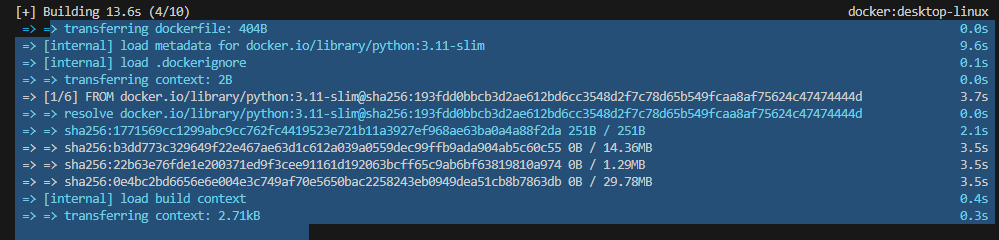 [+] Building 13.6s (4/10) docker:desktop-linux
=> => transferring dockerfile: 404B 0.0s
=> [internal] load metadata for docker.io/library/python:3.11-slim 9.6s
=> [internal] load .dockerignore 0.1s
=> => transferring context: 2B 0.0s
=> [1/6] FROM docker.io/library/python:3.11-slim@sha256:193fdd0bbcb3d2ae612bd6cc3548d2f7c78d65b549fcaa8af75624c47474444d 3.7s
=> => resolve docker.io/library/python:3.11-slim@sha256:193fdd0bbcb3d2ae612bd6cc3548d2f7c78d65b549fcaa8af75624c47474444d 0.0s
=> => sha256:1771569cc1299abc9cc762fc4419523e721b11a3927ef968ae63ba0a4a88f2da 251B / 251B 2.1s
=> => sha256:b3dd773c329649f22e467ae63d1c612a039a0559dec99ffb9ada904ab5c60c55 0B / 14.36MB 3.5s
=> => sha256:22b63e76fde1e200371ed9f3cee91161d192063bcff65c9ab6bf63819810a974 0B / 1.29MB 3.5s
=> => sha256:0e4bc2bd6656e6e004e3c749af70e5650bac2258243eb0949dea51cb8b7863db 0B / 29.78MB 3.5s
=> [internal] load build context 0.4s
=> => transferring context: 2.71kB 0.3s